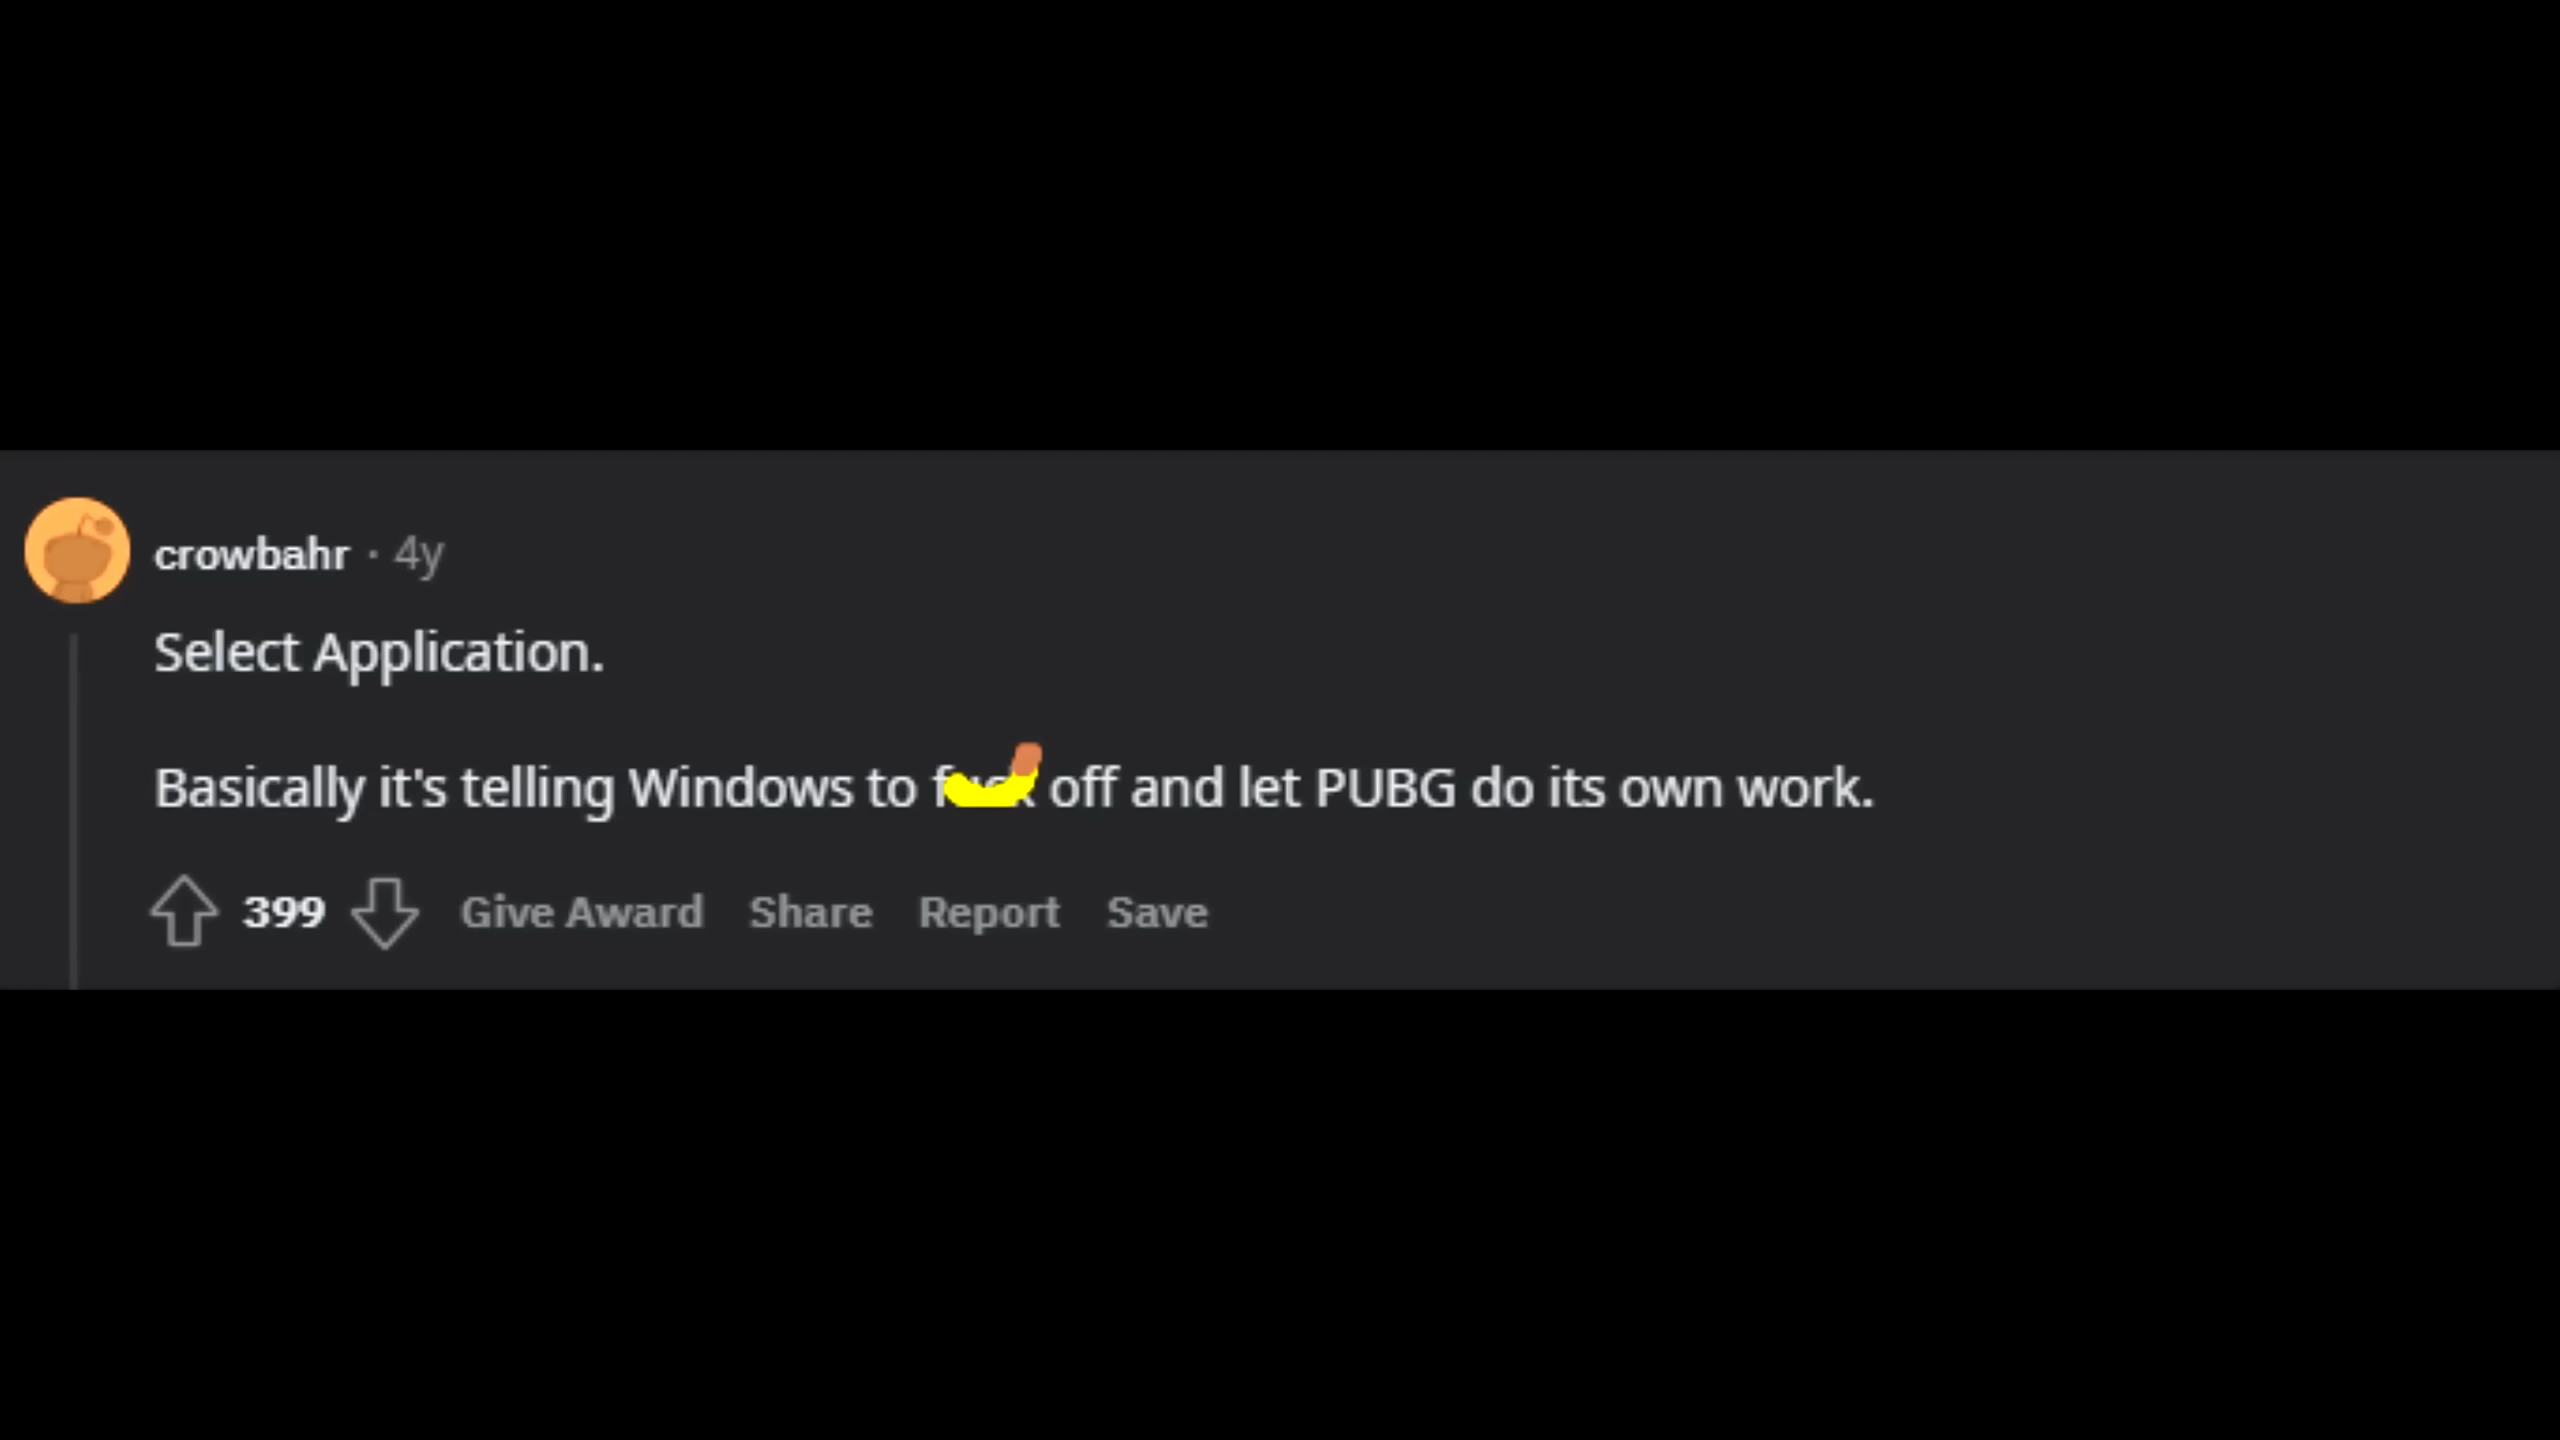 crowbahr · 4y
Select Application.
Basically it's telling Windows to fuck off and let PUBG do its own work.
399 Give Award Share Report Save